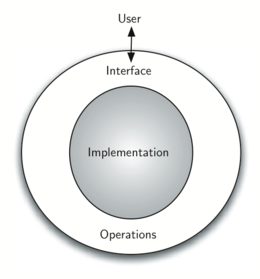 User
Interface
Implementation
Operations